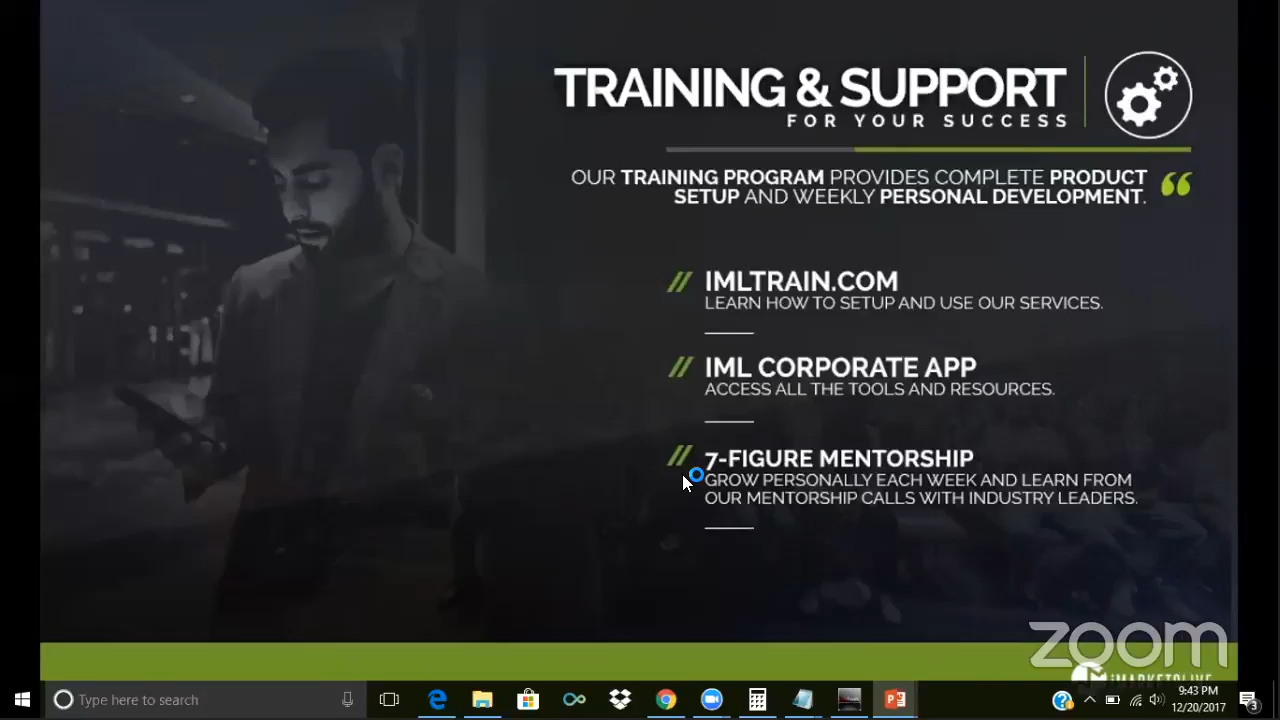 TRAINING & SUPPORT
FOR YOUR SUCCESS
OUR TRAINING PROGRAM PROVIDES COMPLETE PRODUCT
SETUP AND WEEKLY PERSONAL DEVELOPMENT.
IMLTRAIN.COM
LEARN HOW TO SETUP AND USE OUR SERVICES.
IML CORPORATE APP
ACCESS ALL THE TOOLS AND RESOURCES.
7-FIGURE MENTORSHIP
GROW PERSONALLY EACH WEEK AND LEARN FROM
OUR MENTORSHIP CALLS WITH INDUSTRY LEADERS.
zoom
Type here to search
9:43 PM
12/20/2017
3